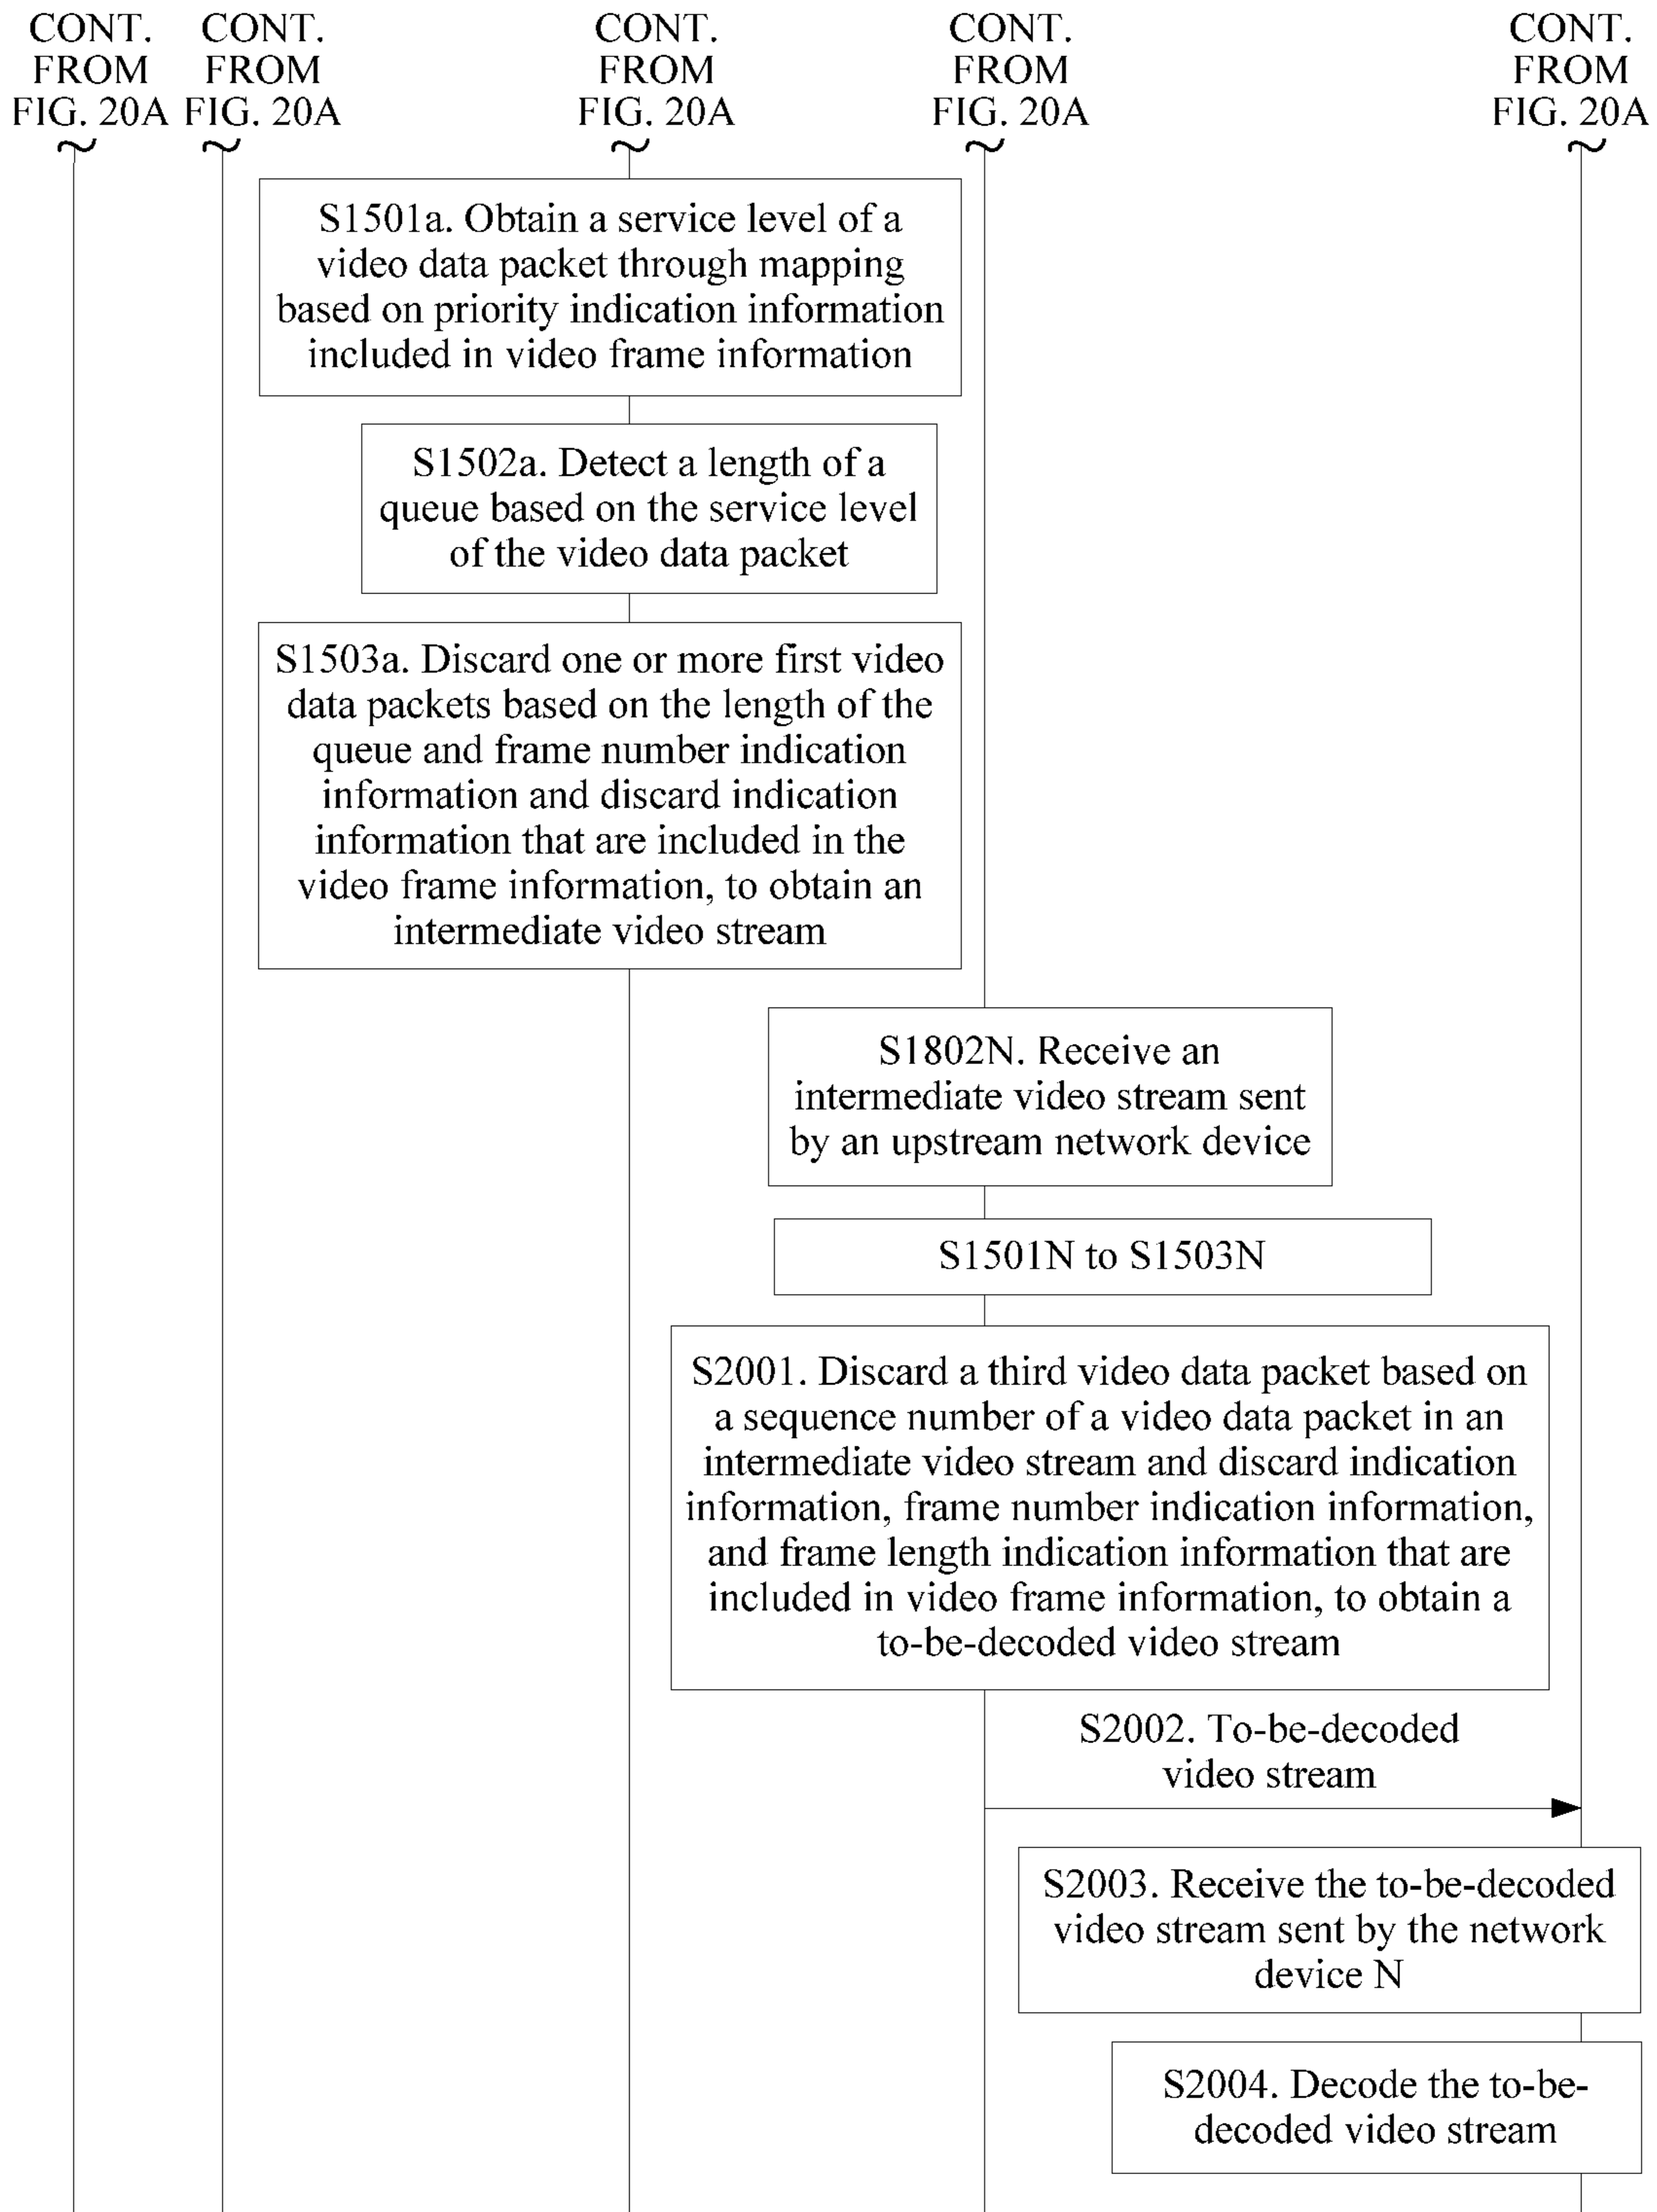 CONT.
FROM
FIG. 20A
CONT.
FROM
FIG. 20A
CONT.
FROM
FIG. 20A
CONT.
FROM
FIG. 20A
CONT.
FROM
FIG. 20A
S1501a. Obtain a service level of a
video data packet through mapping
based on priority indication information
included in video frame information
S1502a. Detect a length of a
queue based on the service level
of the video data packet
S1503a. Discard one or more first video
data packets based on the length of the
queue and frame number indication
information and discard indication
information that are included in the
video frame information, to obtain an
intermediate video stream
S1802N. Receive an
intermediate video stream sent
by an upstream network device
S1501N to S1503N
S2001. Discard a third video data packet based on
a sequence number of a video data packet in an
intermediate video stream and discard indication
information, frame number indication information,
and frame length indication information that are
included in video frame information, to obtain a
to-be-decoded video stream
S2002. To-be-decoded
video stream
S2003. Receive the to-be-decoded
video stream sent by the network
device N
S2004. Decode the to-be-
decoded video stream